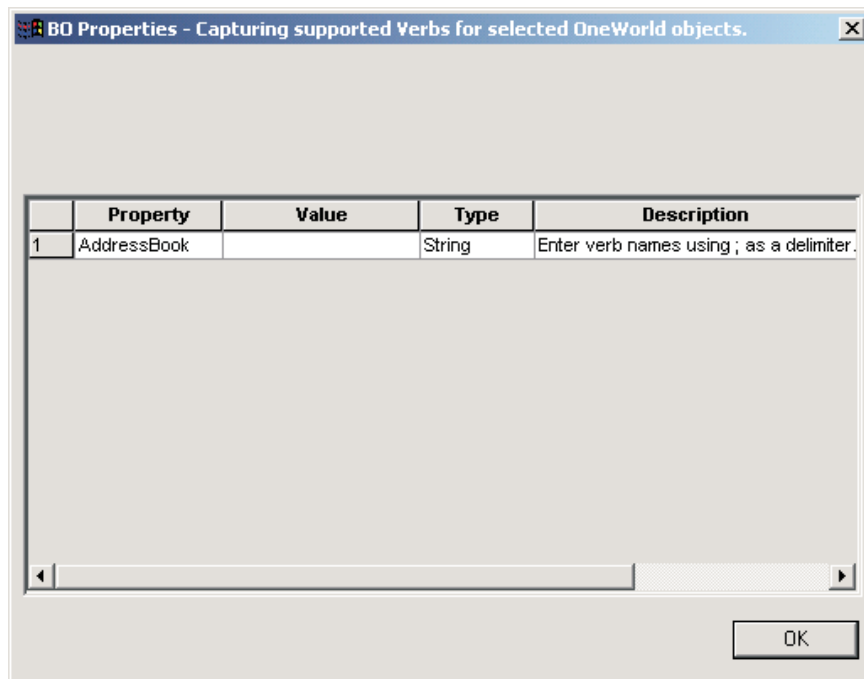 BO Properties - Capturing supported Verbs for selected OneWorld objects.
Property Value Type Description
1 AddressBook String Enter verb names using ; as a delimiter.
OK